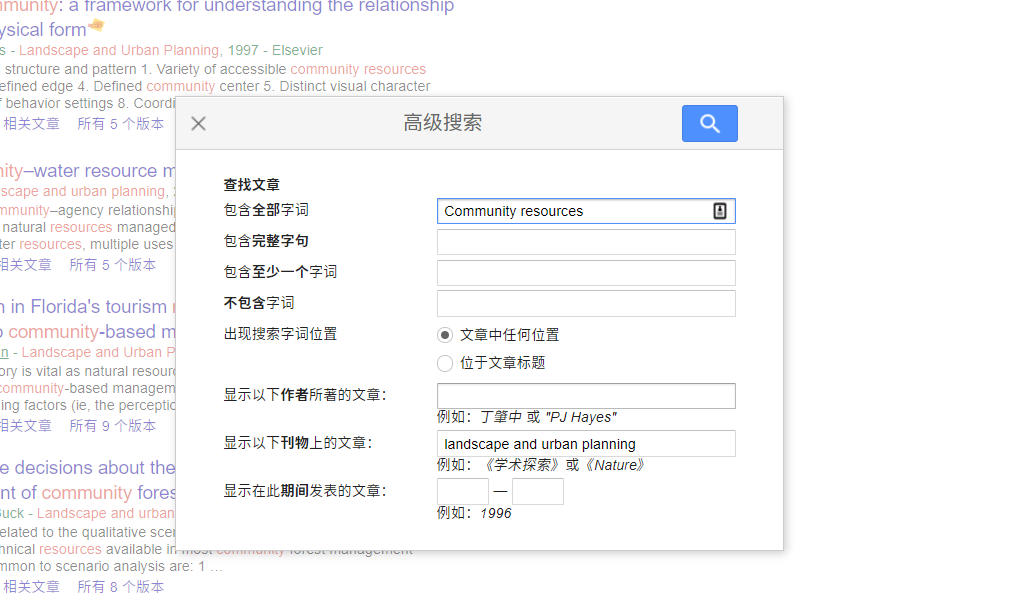 mmunity: a framework for understanding the relationship
ysical form
s - Landscape and Urban Planning, 1997 - Elsevier
structure and pattern 1. Variety of accessible community resources
efined edge 4. Defined community center 5. Distinct visual character
f behavior settings 8. Coordi
相关文章 所有 5 个版本
高级搜索
查找文章
包含全部字词 Community resources
包含完整字句
包含至少一个字词
不包含字词
出现搜索字词位置 文章中任何位置
位于文章标题
显示以下作者所著的文章：
例如：丁肇中 或 "PJ Hayes"
显示以下刊物上的文章： landscape and urban planning
例如：《学术探索》或《Nature》
显示在此期间发表的文章： —
例如：1996
nity–water resource m
scape and urban planning, 2
mmunity–agency relationship
natural resources managed
ter resources, multiple uses
相关文章 所有 5 个版本
n in Florida's tourism
o community-based m
n - Landscape and Urban P
ory is vital as natural resourc
community-based managem
ing factors (ie, the perceptio
相关文章 所有 9 个版本
e decisions about the
nt of community fores
Buck - Landscape and urban
elated to the qualitative scen
hnical resources available in most community forest management
mmon to scenario analysis are: 1 …
相关文章 所有 8 个版本